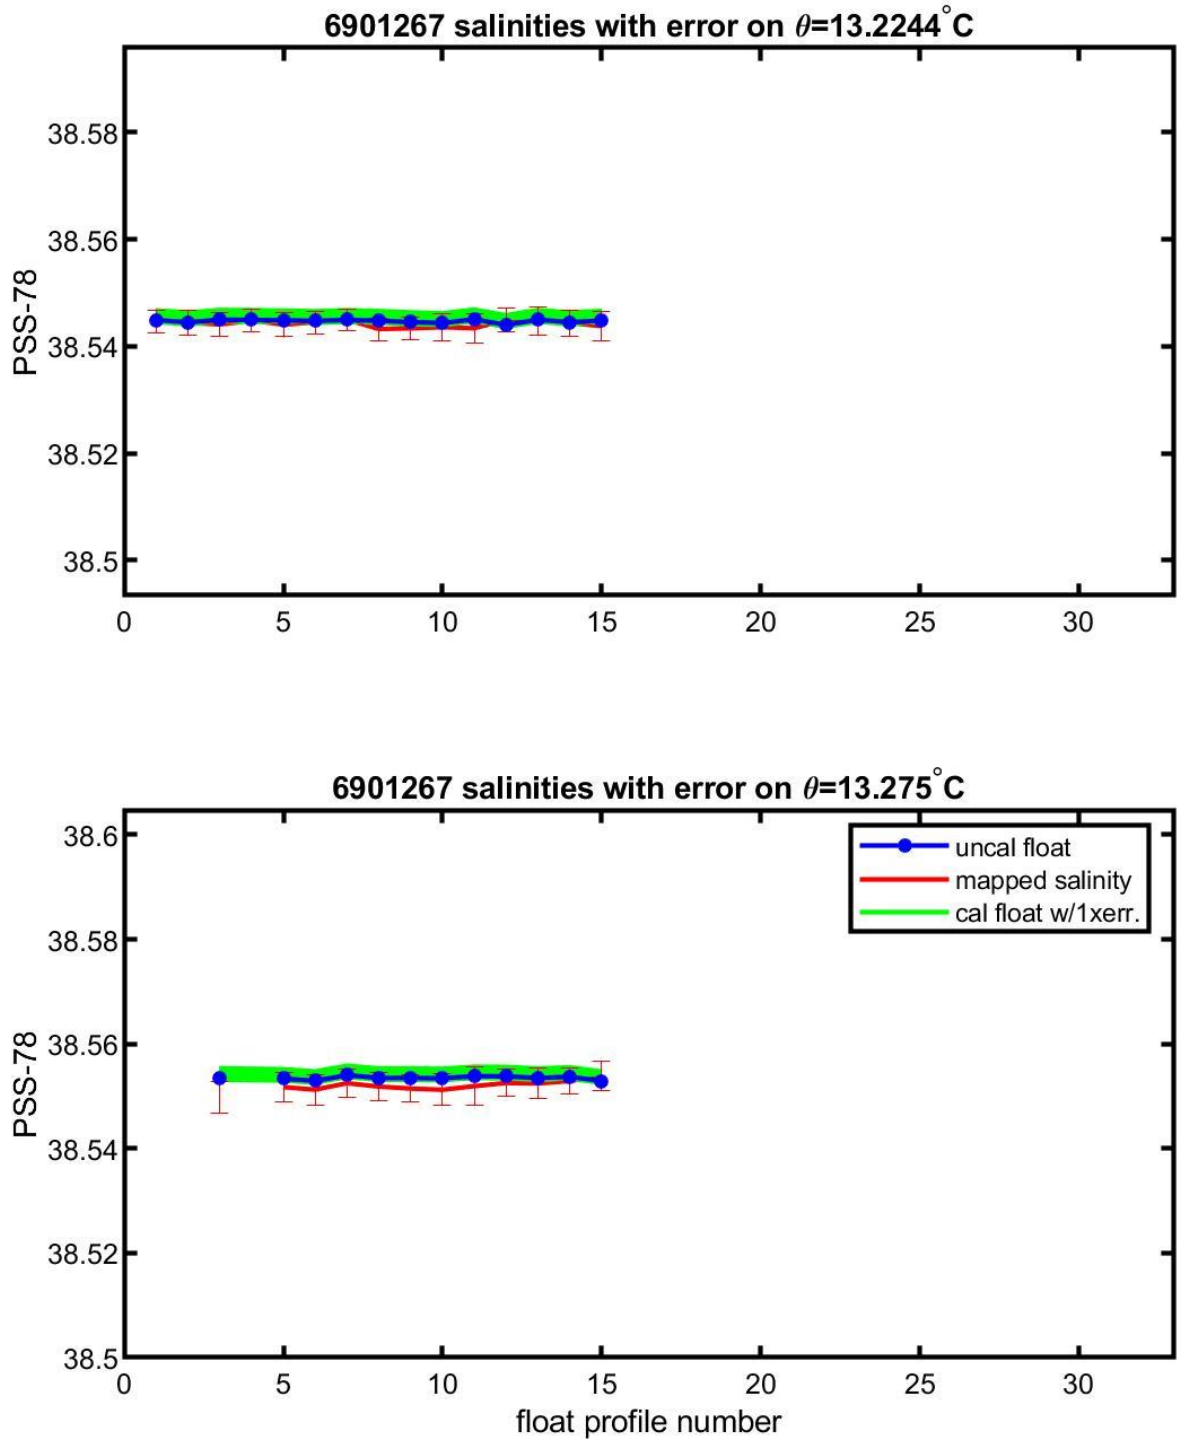 6901267 salinities with error on θ=13.2244°C
PSS-78
38.58
38.56
38.54
38.52
38.5
0 5 10 15 20 25 30
6901267 salinities with error on θ=13.275°C
PSS-78
38.6
38.58
38.56
38.54
38.52
38.5
uncal float
mapped salinity
cal float w/1xerr.
0 5 10 15 20 25 30
float profile number